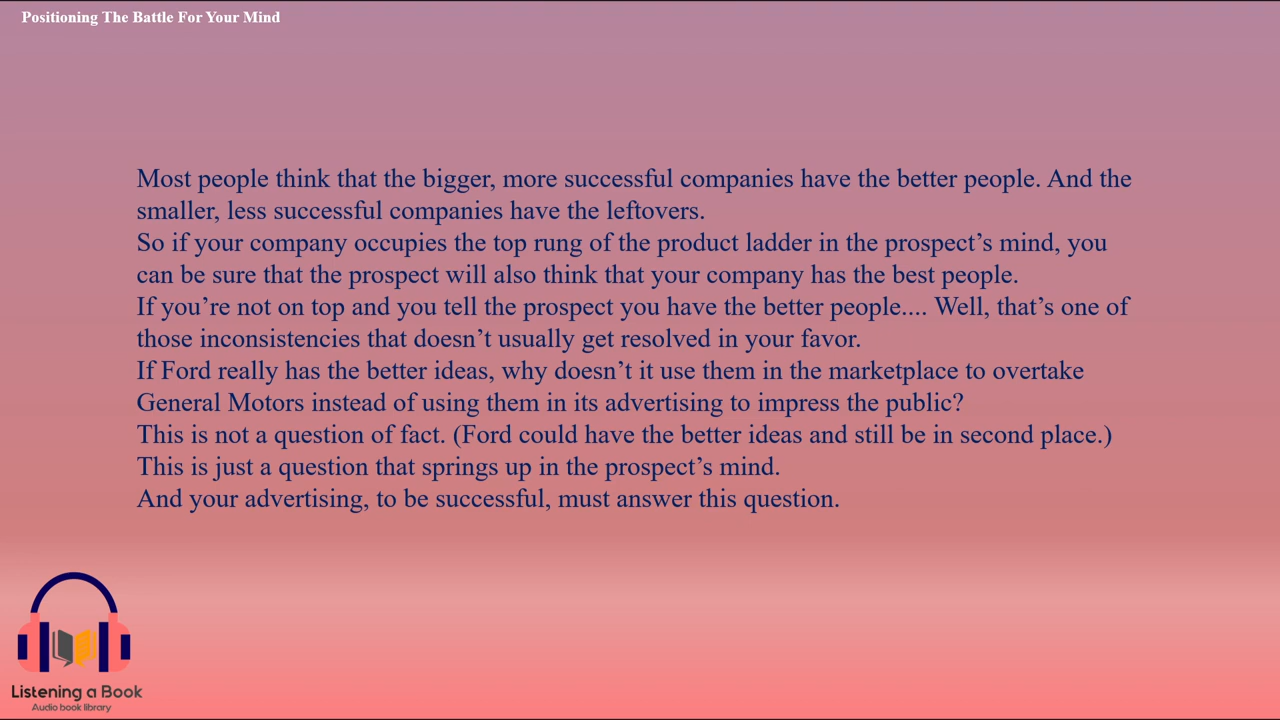 Positioning The Battle For Your Mind
Most people think that the bigger, more successful companies have the better people. And the
smaller, less successful companies have the leftovers.
So if your company occupies the top rung of the product ladder in the prospect’s mind, you
can be sure that the prospect will also think that your company has the best people.
If you’re not on top and you tell the prospect you have the better people.... Well, that’s one of
those inconsistencies that doesn’t usually get resolved in your favor.
If Ford really has the better ideas, why doesn’t it use them in the marketplace to overtake
General Motors instead of using them in its advertising to impress the public?
This is not a question of fact. (Ford could have the better ideas and still be in second place.)
This is just a question that springs up in the prospect’s mind.
And your advertising, to be successful, must answer this question.
Listening a Book
Audio book library